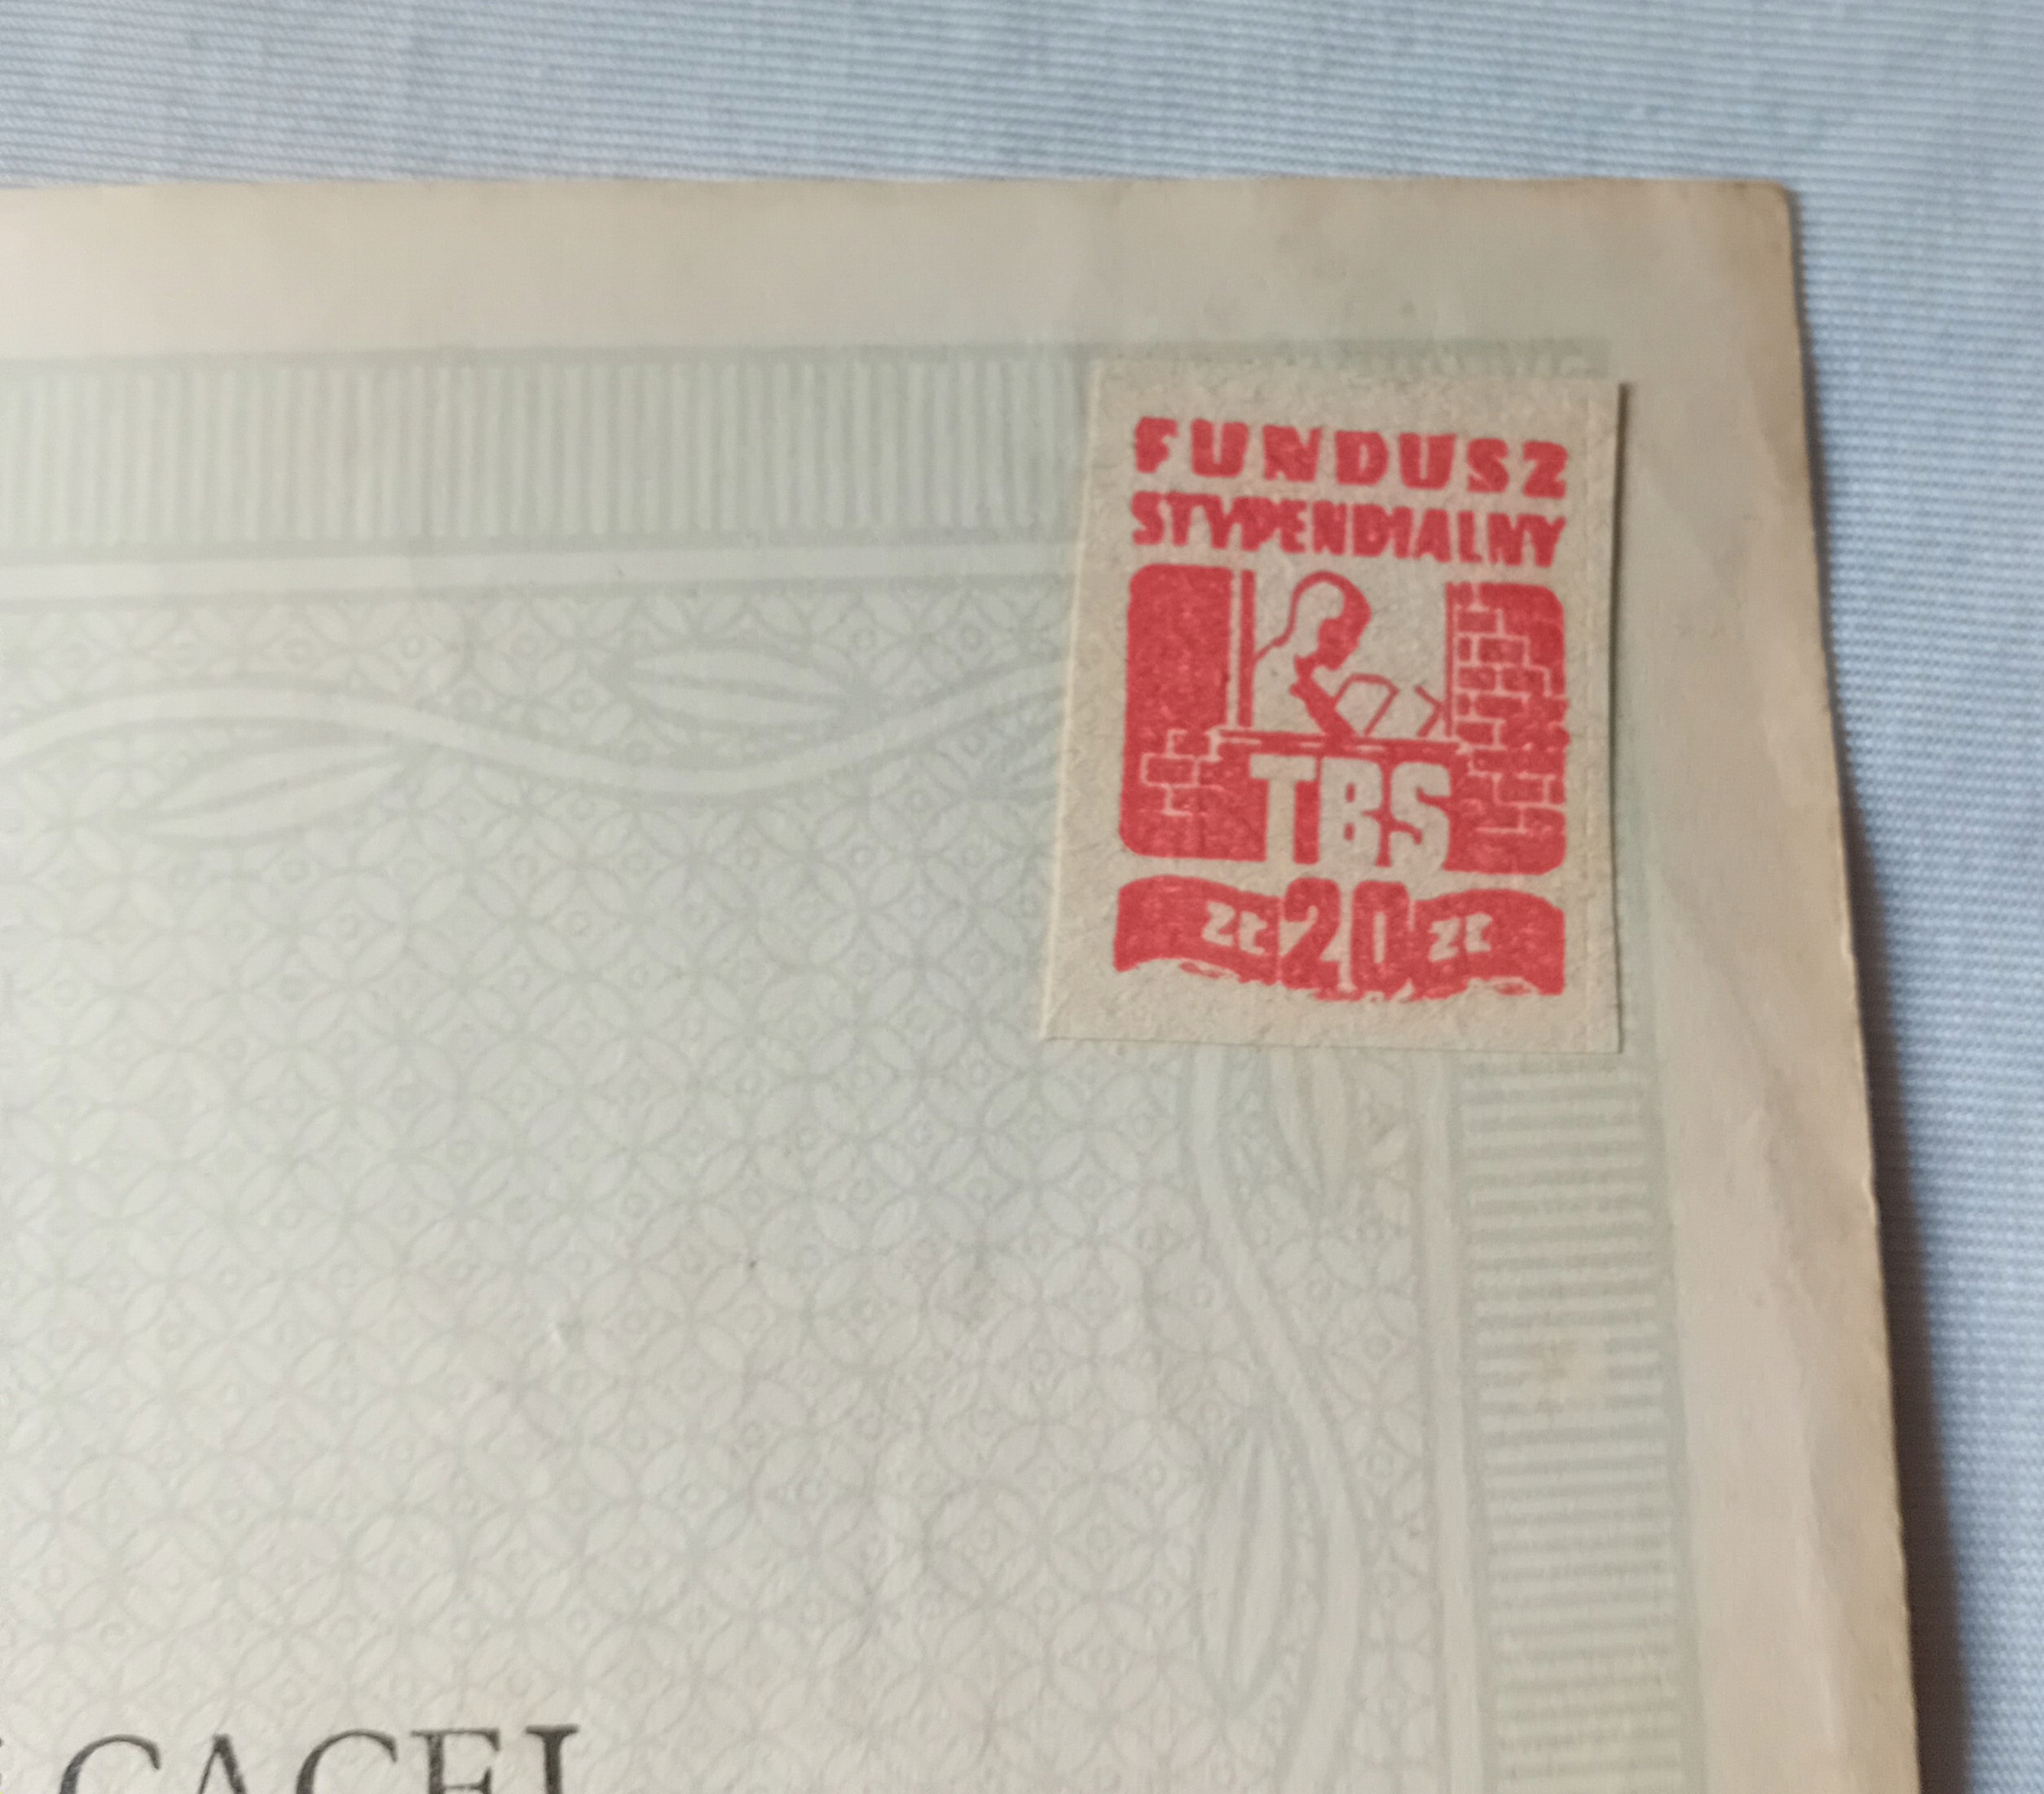 FUNDUSZ
STYPENDIALNY
TBS
zł 20 zł